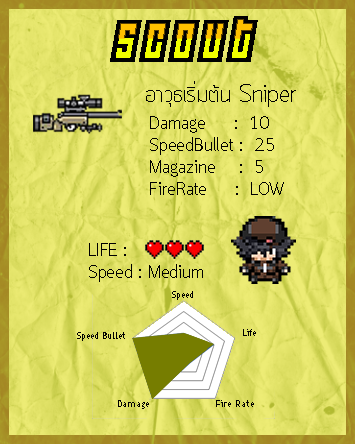 SCOUT
อาวุธเริ่มต้น Sniper
Damage : 10
SpeedBullet : 25
Magazine : 5
FireRate : LOW
LIFE :
Speed : Medium
Speed
Speed Bullet
Life
Damage
Fire Rate